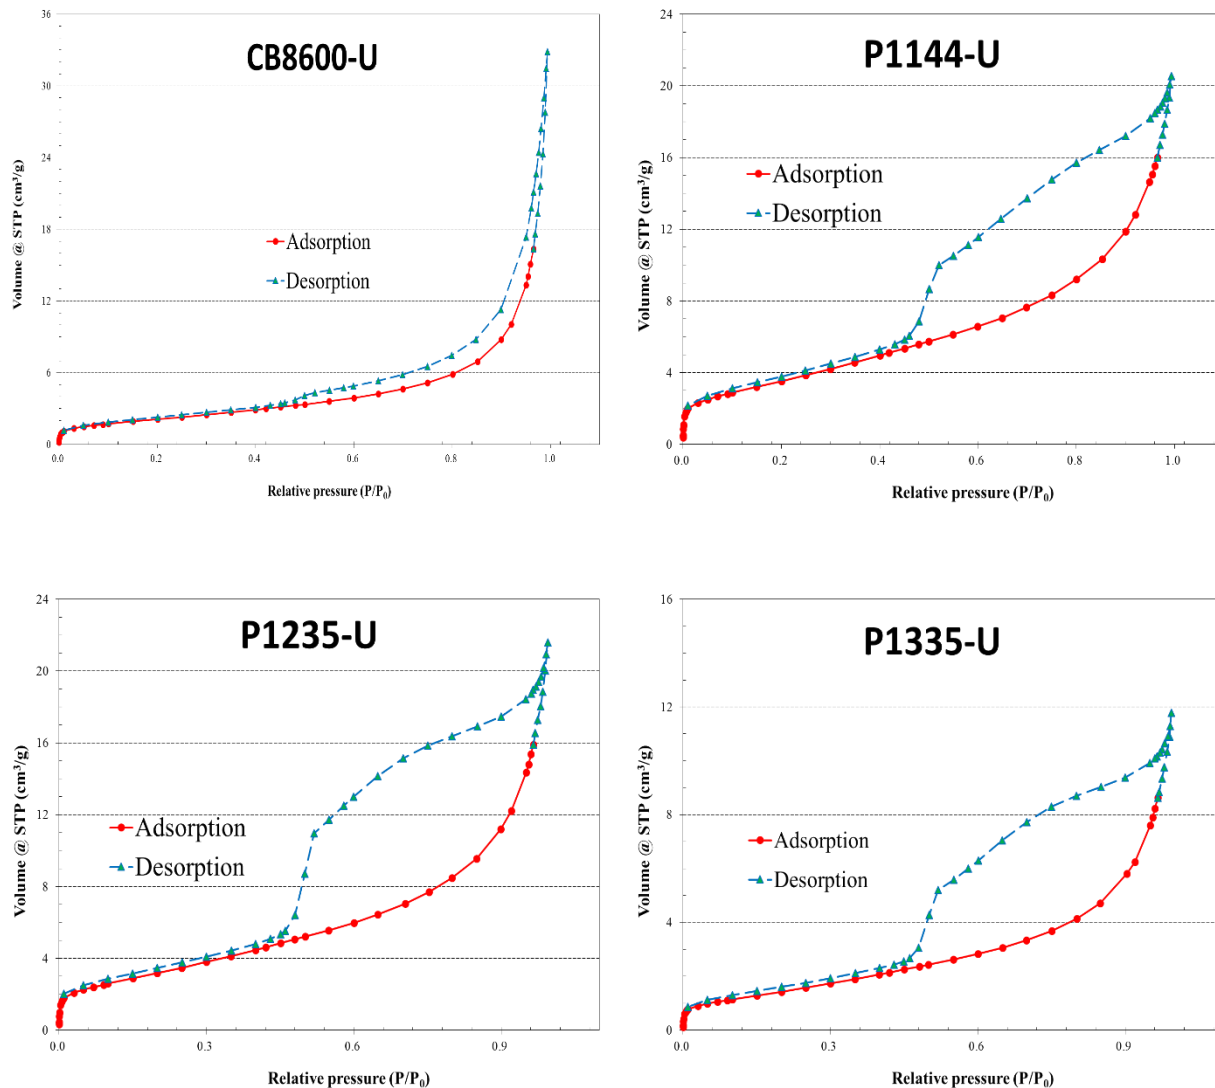 CB8600-U
36
30
24
18
12
6
0
Volume @ STP (cm³/g)
Adsorption
Desorption
0.0 0.2 0.4 0.6 0.8 1.0
Relative pressure (P/P₀)
P1144-U
24
20
16
12
8
4
0
Volume @ STP (cm³/g)
Adsorption
Desorption
0.0 0.2 0.4 0.6 0.8 1.0
Relative pressure (P/P₀)
P1235-U
24
20
16
12
8
4
0
Volume @ STP (cm³/g)
Adsorption
Desorption
0.0 0.3 0.6 0.9
Relative pressure (P/P₀)
P1335-U
16
12
8
4
0
Volume @ STP (cm³/g)
Adsorption
Desorption
0.0 0.3 0.6 0.9
Relative pressure (P/P₀)